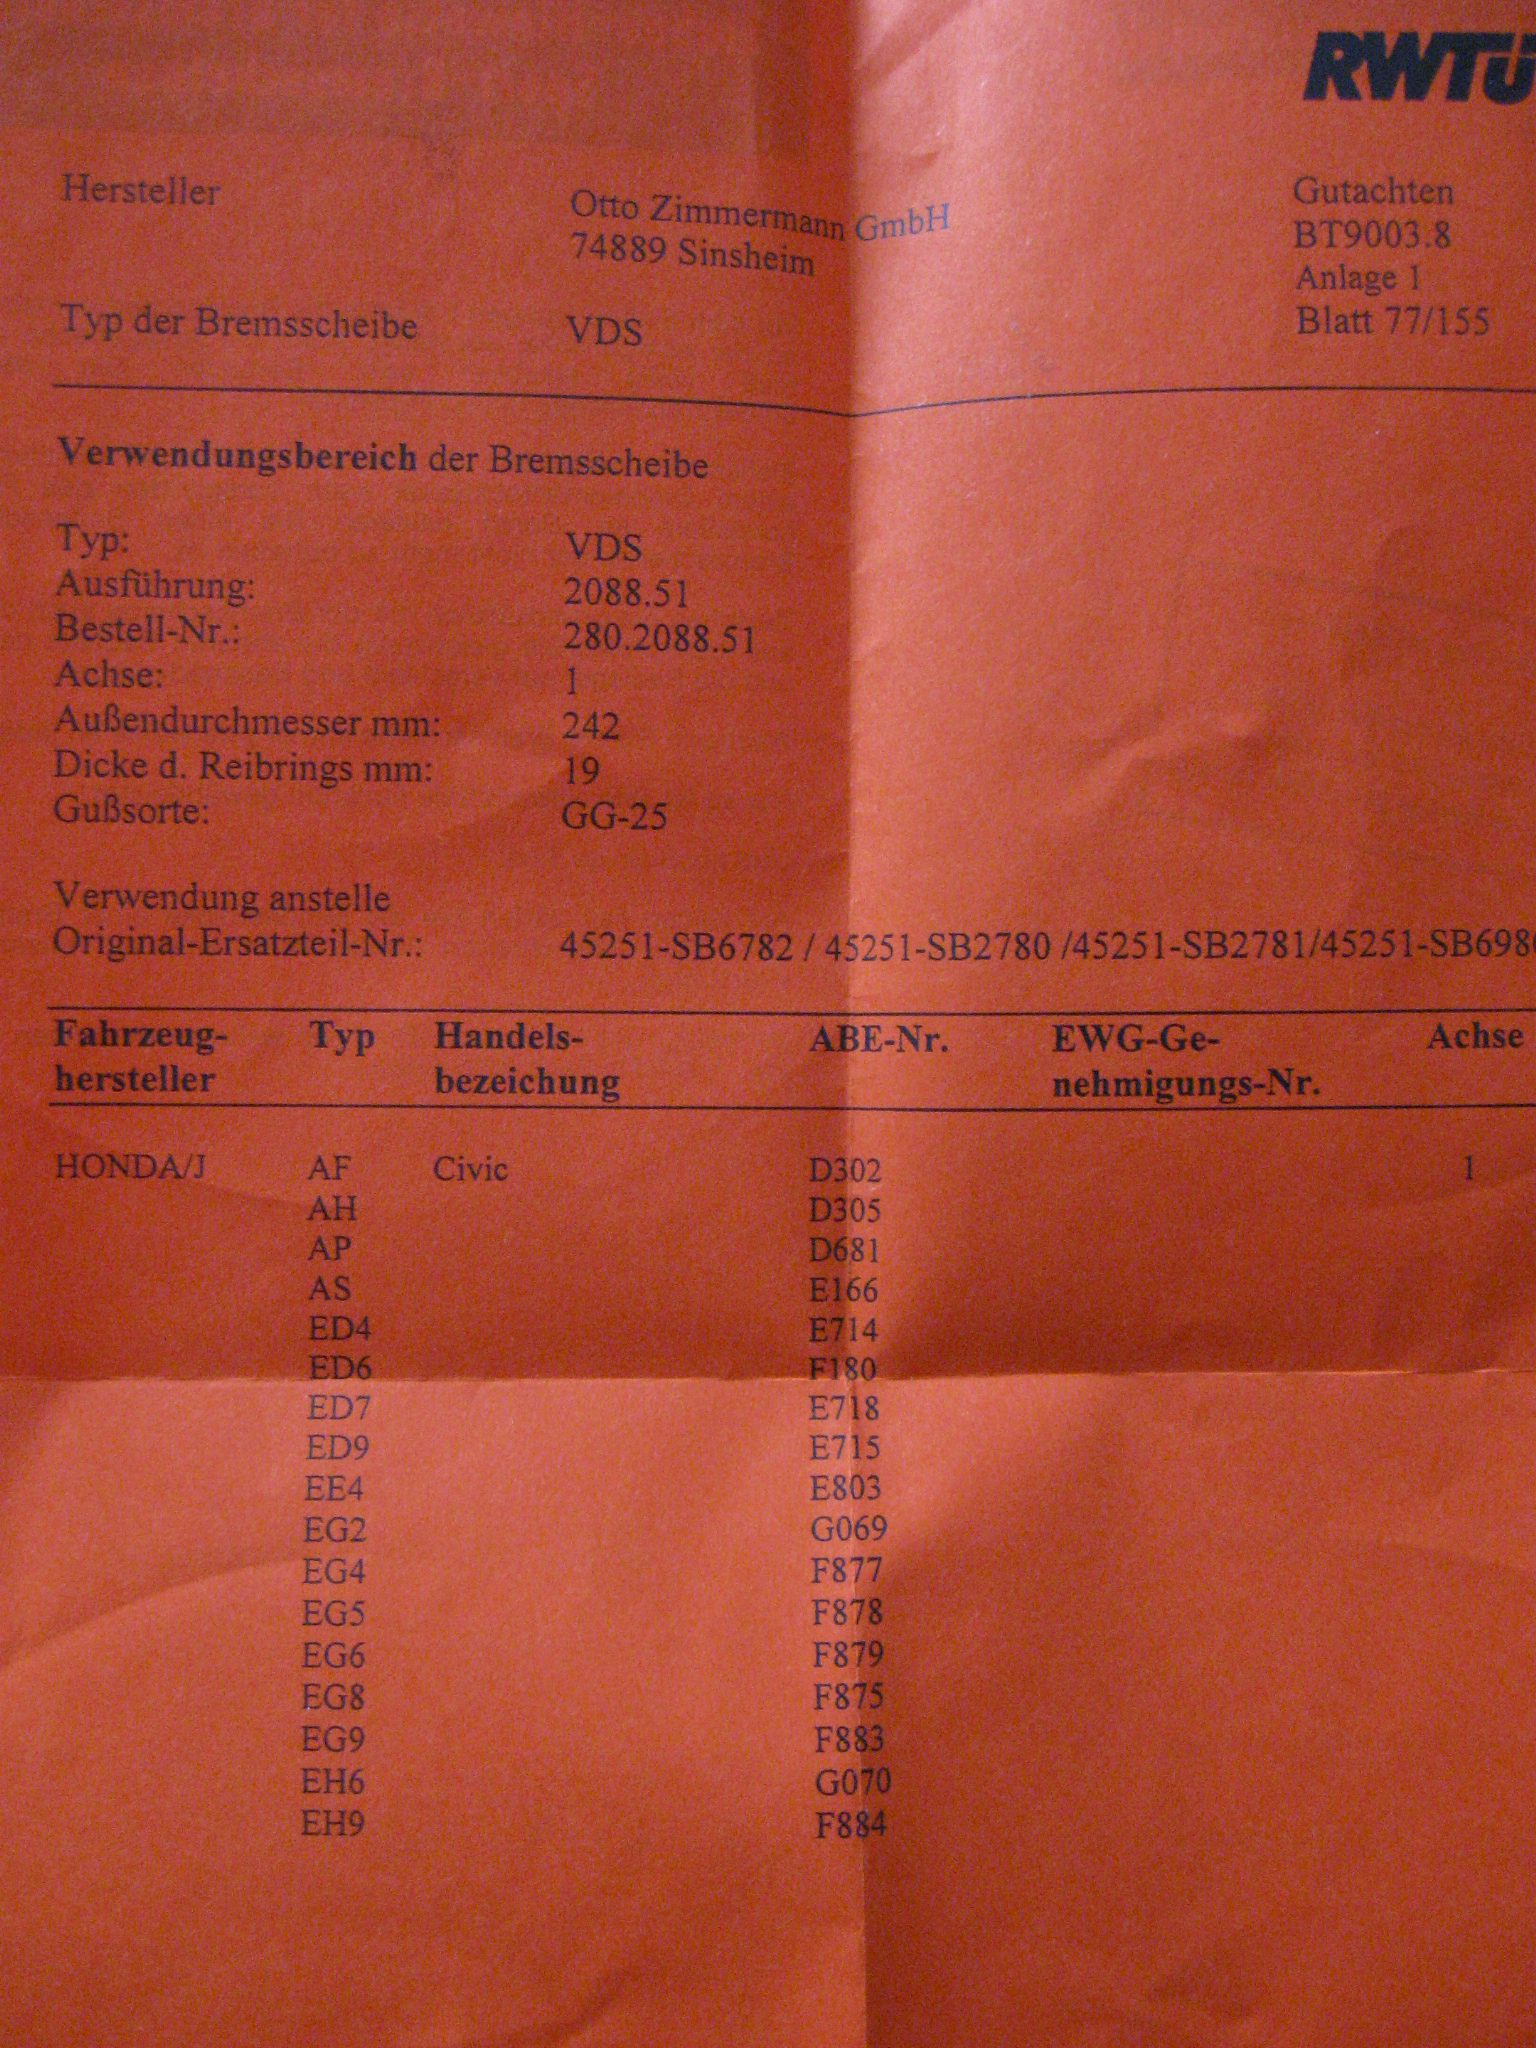 RWTÜ
Hersteller Otto Zimmermann GmbH Gutachten
74889 Sinsheim BT9003.8
Anlage 1
Typ der Bremsscheibe VDS Blatt 77/155
Verwendungsbereich der Bremsscheibe
Typ: VDS
Ausführung: 2088.51
Bestell-Nr.: 280.2088.51
Achse: 1
Außendurchmesser mm: 242
Dicke d. Reibrings mm: 19
Gußsorte: GG-25
Verwendung anstelle
Original-Ersatzteil-Nr.: 45251-SB6782 / 45251-SB2780 /45251-SB2781/45251-SB698
Fahrzeug- Typ Handels- ABE-Nr. EWG-Ge- Achse
hersteller bezeichung nehmigungs-Nr.
HONDA/J AF Civic D302 1
AH D305
AP D681
AS E166
ED4 E714
ED6 F180
ED7 E718
ED9 E715
EE4 E803
EG2 G069
EG4 F877
EG5 F878
EG6 F879
EG8 F875
EG9 F883
EH6 G070
EH9 F884